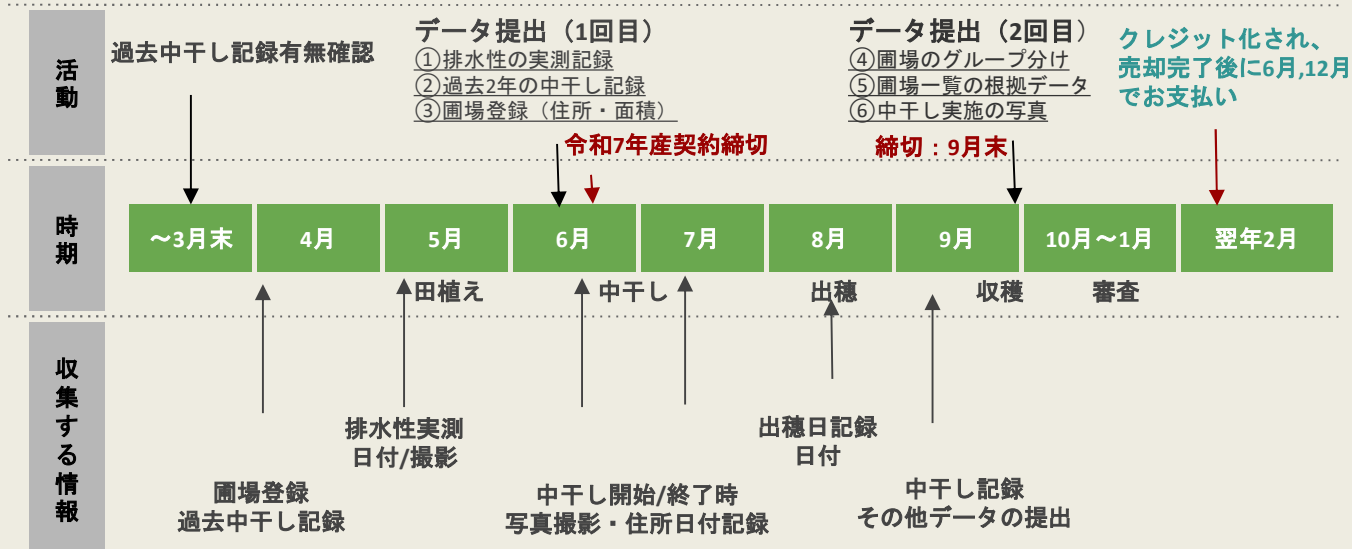 活動
過去中干し記録有無確認
データ提出（1回目）
①排水性の実測記録
②過去2年の中干し記録
③圃場登録（住所・面積）
令和7年産契約締切
データ提出（2回目）
④圃場のグループ分け
⑤圃場一覧の根拠データ
⑥中干し実施の写真
締切：9月末
クレジット化され、
売却完了後に6月,12月
でお支払い
時期
～3月末
4月
5月
6月
7月
8月
9月
10月～1月
翌年2月
田植え
中干し
出穂
収穫
審査
収集する情報
圃場登録
過去中干し記録
排水性実測
日付/撮影
中干し開始/終了時
写真撮影・住所日付記録
出穂日記録
日付
中干し記録
その他データの提出